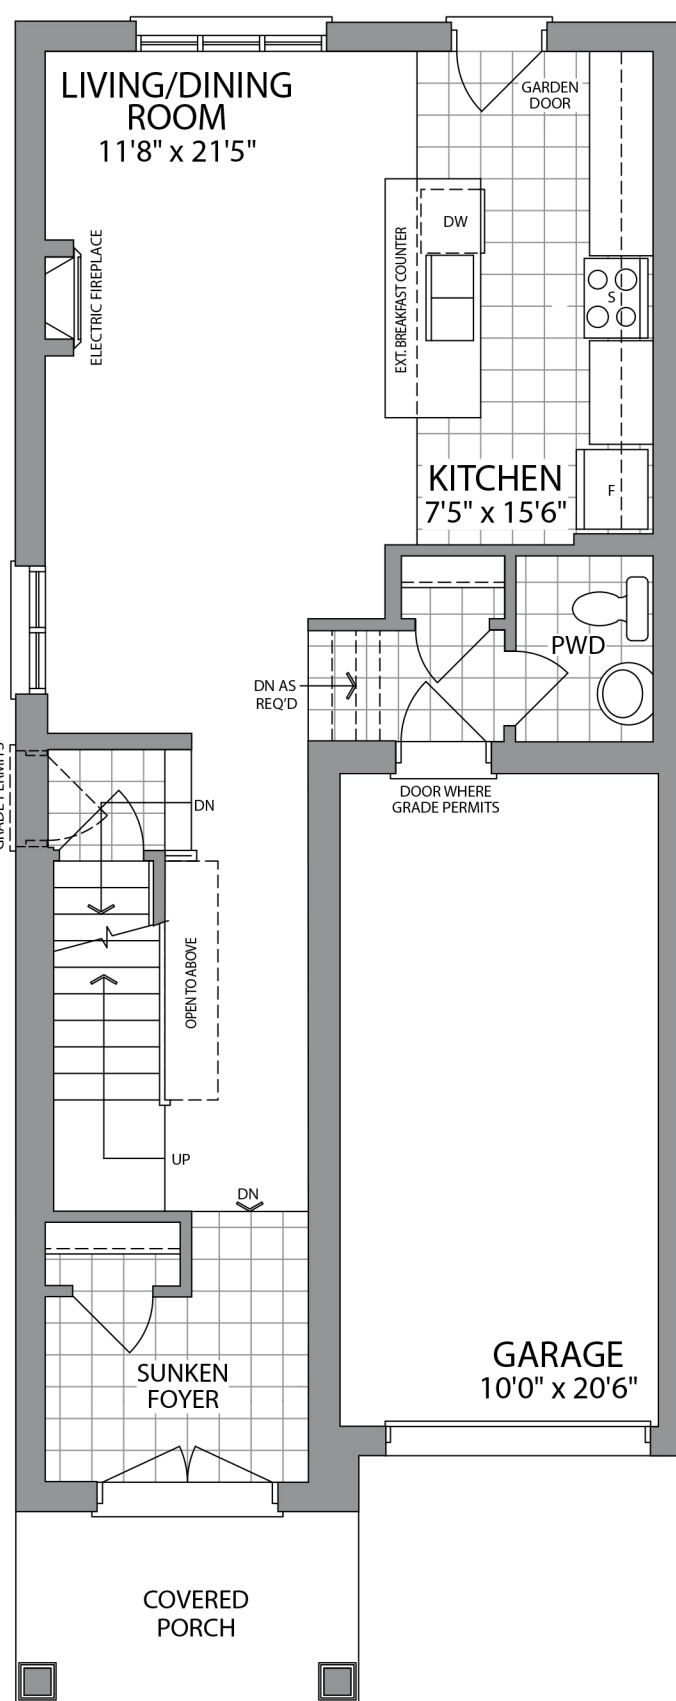 LIVING/DINING
ROOM
11'8" x 21'5"
GARDEN
DOOR
DW
EXT. BREAKFAST COUNTER
ELECTRIC FIREPLACE
S
KITCHEN
7'5" x 15'6"
F
PWD
DN AS
REQ'D
DOOR WHERE
GRADE PERMITS
GRADE PERMITS
DN
OPEN TO ABOVE
UP
DN
SUNKEN
FOYER
GARAGE
10'0" x 20'6"
COVERED
PORCH